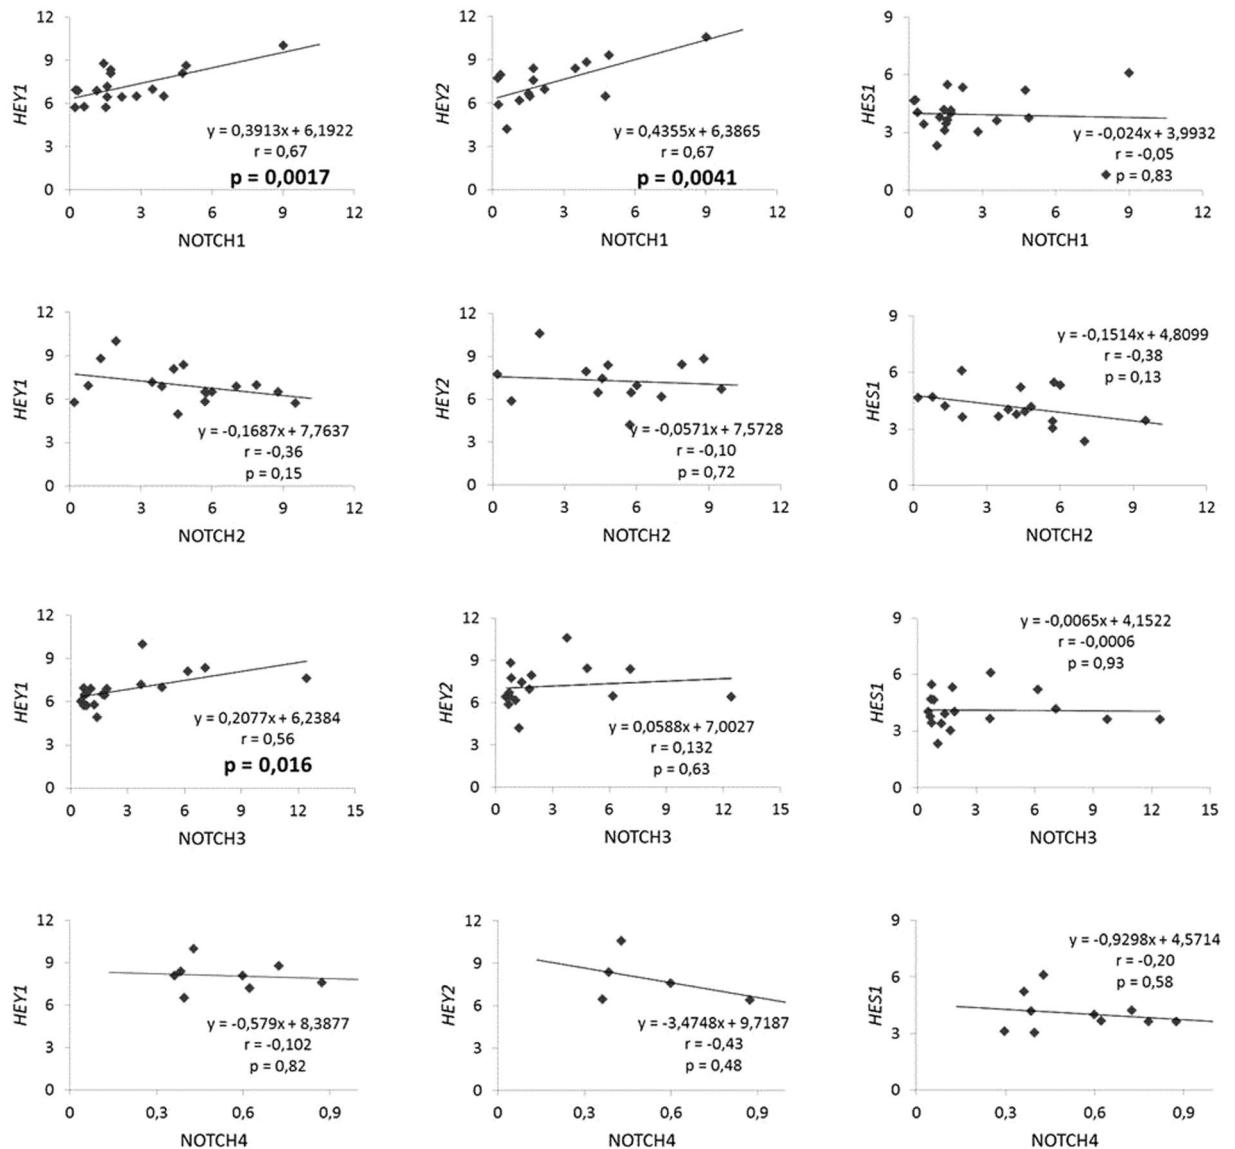 12
9
6
3
0
HEY1
y = 0,3913x + 6,1922
r = 0,67
p = 0,0017
0 3 6 9 12
NOTCH1
12
9
6
3
0
HEY2
y = 0,4355x + 6,3865
r = 0,67
p = 0,0041
0 3 6 9 12
NOTCH1
9
6
3
0
HES1
y = -0,024x + 3,9932
r = -0,05
p = 0,83
0 3 6 9 12
NOTCH1
12
9
6
3
0
HEY1
y = -0,1687x + 7,7637
r = -0,36
p = 0,15
0 3 6 9 12
NOTCH2
12
9
6
3
0
HEY2
y = -0,0571x + 7,5728
r = -0,10
p = 0,72
0 3 6 9 12
NOTCH2
9
6
3
0
HES1
y = -0,1514x + 4,8099
r = -0,38
p = 0,13
0 3 6 9 12
NOTCH2
12
9
6
3
0
HEY1
y = 0,2077x + 6,2384
r = 0,56
p = 0,016
0 3 6 9 12 15
NOTCH3
12
9
6
3
0
HEY2
y = 0,0588x + 7,0027
r = 0,132
p = 0,63
0 3 6 9 12 15
NOTCH3
9
6
3
0
HES1
y = -0,0065x + 4,1522
r = -0,0006
p = 0,93
0 3 6 9 12 15
NOTCH3
12
9
6
3
0
HEY1
y = -0,579x + 8,3877
r = -0,102
p = 0,82
0 0,3 0,6 0,9
NOTCH4
12
9
6
3
0
HEY2
y = -3,4748x + 9,7187
r = -0,43
p = 0,48
0 0,3 0,6 0,9
NOTCH4
9
6
3
0
HES1
y = -0,9298x + 4,5714
r = -0,20
p = 0,58
0 0,3 0,6 0,9
NOTCH4